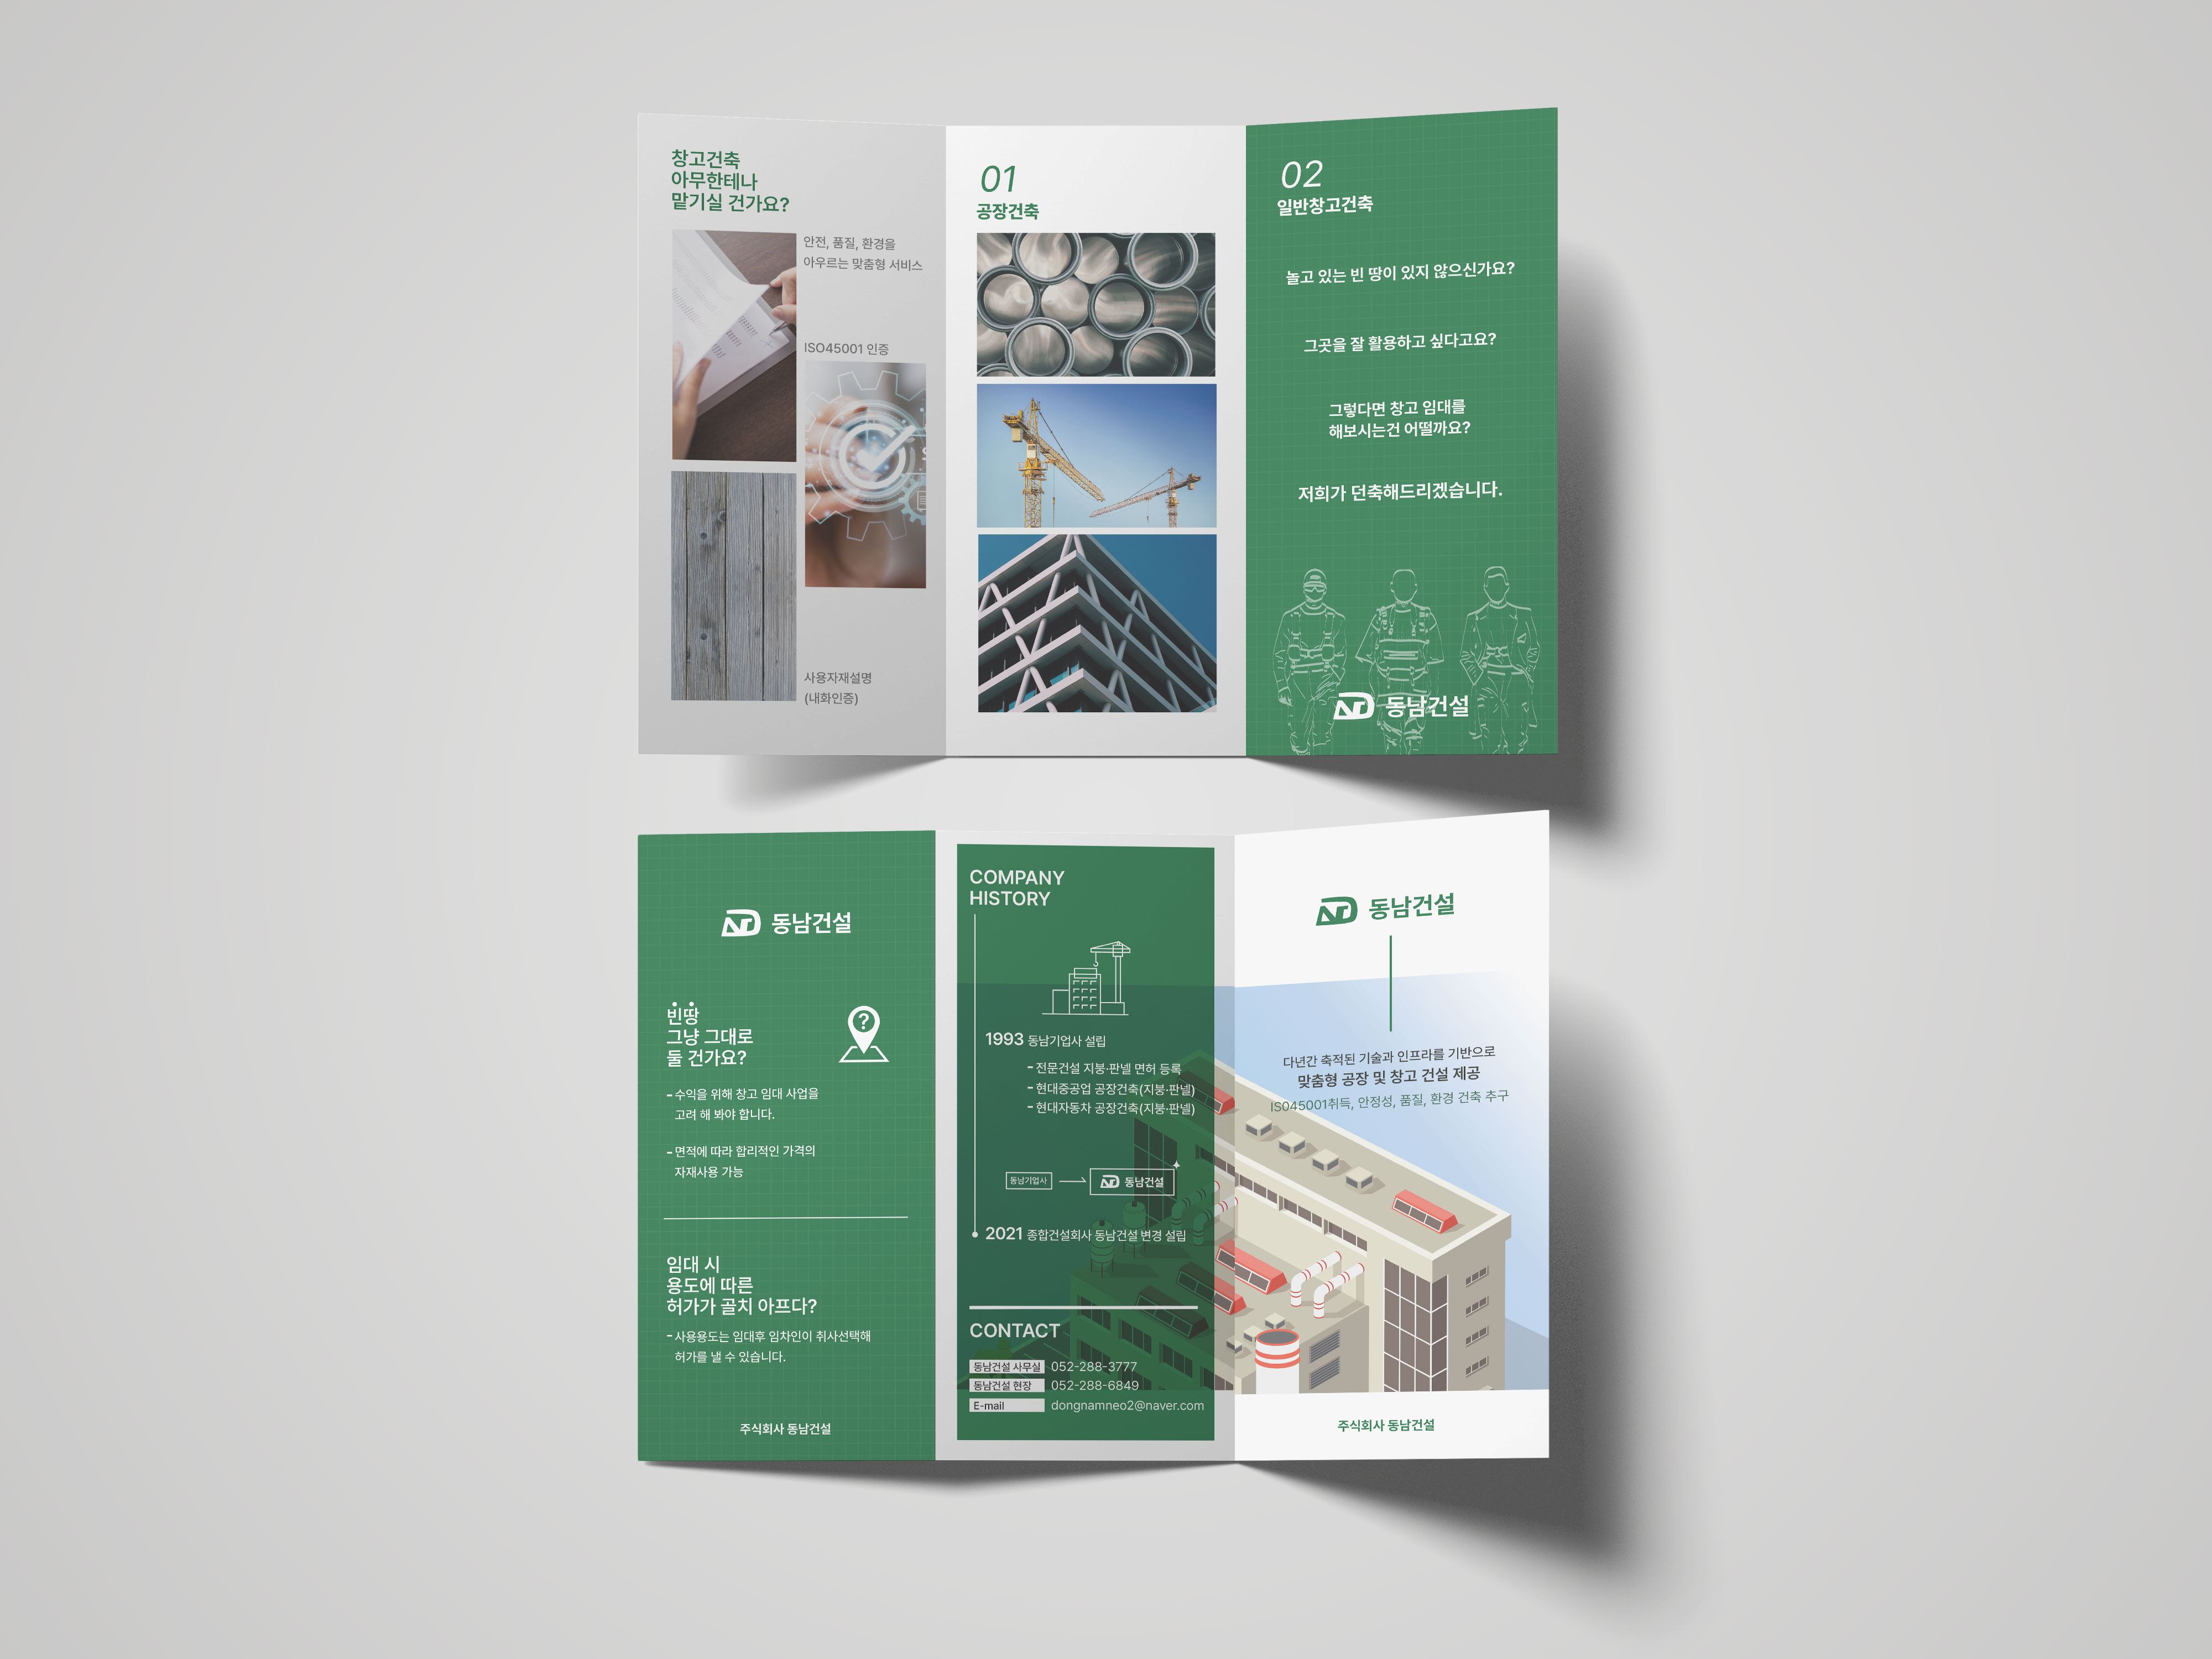 창고건축
아무한테나
맡기실 건가요?
안전, 품질, 환경을
아우르는 맞춤형 서비스
ISO45001 인증
사용자재설명
(내화인증)
01
공장건축
02
일반창고건축
놀고 있는 빈 땅이 있지 않으신가요?
그곳을 잘 활용하고 싶다고요?
그렇다면 창고 임대를
해보시는건 어떨까요?
저희가 던축해드리겠습니다.
동남건설
동남건설
빈땅
그냥 그대로
둘 건가요?
?
- 수익을 위해 창고 임대 사업을
고려 해 봐야 합니다.
- 면적에 따라 합리적인 가격의
자재사용 가능
임대 시
용도에 따른
허가가 골치 아프다?
- 사용용도는 임대후 임차인이 취사선택해
허가를 낼 수 있습니다.
주식회사 동남건설
COMPANY
HISTORY
1993 동남기업사 설립
- 전문건설 지붕·판넬 면허 등록
- 현대중공업 공장건축(지붕·판넬)
- 현대자동차 공장건축(지붕·판넬)
동남기업사
동남건설
2021 종합건설회사 동남건설 변경 설립
CONTACT
동남건설 사무실 052-288-3777
동남건설 현장 052-288-6849
E-mail dongnamneo2@naver.com
동남건설
다년간 축적된 기술과 인프라를 기반으로
맞춤형 공장 및 창고 건설 제공
IS045001취득, 안정성, 품질, 환경 건축 추구
주식회사 동남건설